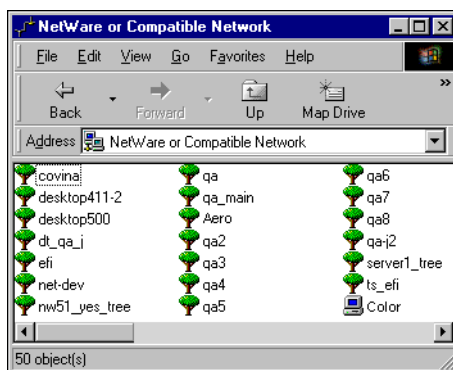 NetWare or Compatible Network
File Edit View Go Favorites Help
Back Forward Up Map Drive »
Address NetWare or Compatible Network
covina qa qa6
desktop411-2 qa_main qa7
desktop500 Aero qa8
dt_qa_j qa2 qa-j2
efi qa3 server1_tree
net-dev qa4 ts_efi
nw51_yes_tree qa5 Color
50 object(s)